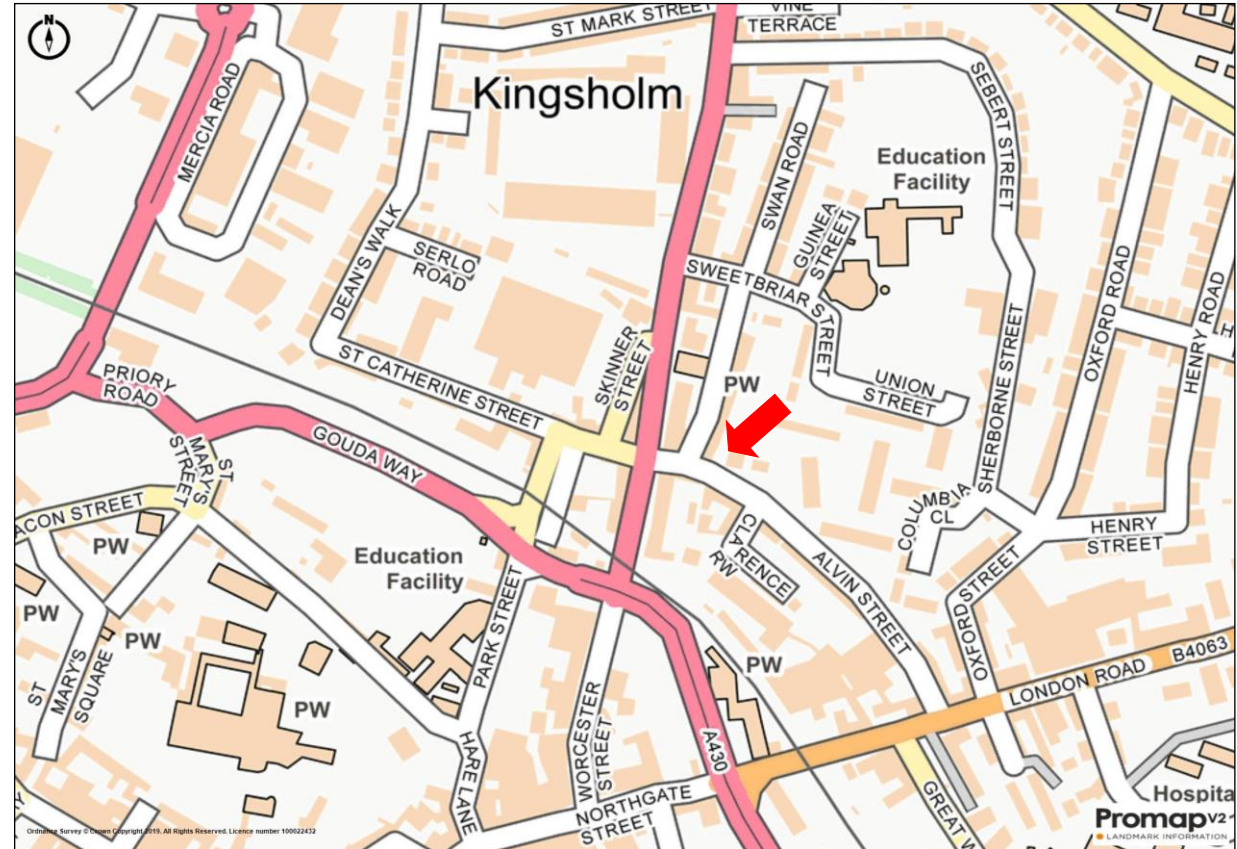 N
ST MARK STREET
VINE
TERRACE
MERCIA ROAD
Kingsholm
SEBERT STREET
SWAN ROAD
Education
Facility
GUINEA
STREET
DEAN'S WALK
SERLO
ROAD
SWEETBRIAR STREET
OXFORD ROAD
HENRY ROAD
H
SHERBORNE STREET
SKINNER
STREET
PRIORY
ROAD
ST CATHERINE STREET
PW
UNION
STREET
GOUDA WAY
ST
MARY'S
STREET
ACON STREET
PW
COLUMBIA
CL
HENRY
STREET
Education
Facility
CLARENCE
RW
ALVIN STREET
OXFORD STREET
PARK STREET
PW
PW
ST
MARY'S
SQUARE
PW
PW
B4063
LONDON ROAD
WORCESTER
STREET
A430
HARE LANE
NORTHGATE
STREET
GREAT W
Hospita
Promap V2
LANDMARK INFORMATION
Ordnance Survey © Crown Copyright 2019. All Rights Reserved. Licence number 100022432